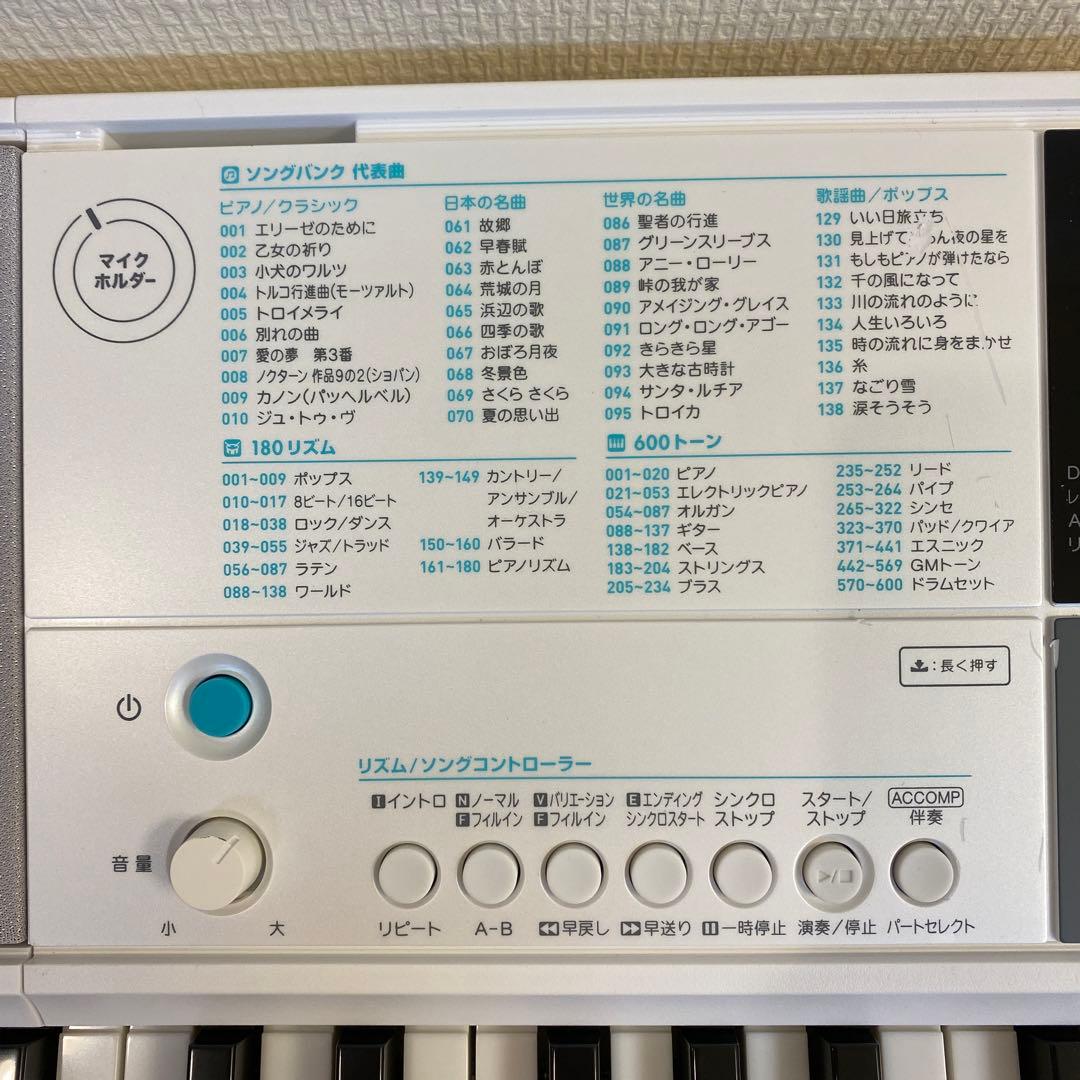 マイク
ホルダー
ソングバンク 代表曲
ピアノ/クラシック
001 エリーゼのために
002 乙女の祈り
003 小犬のワルツ
004 トルコ行進曲(モーツァルト)
005 トロイメライ
006 別れの曲
007 愛の夢 第3番
008 ノクターン 作品9の2(ショパン)
009 カノン(パッヘルベル)
010 ジュ・トゥ・ヴ
日本の名曲
061 故郷
062 早春賦
063 赤とんぼ
064 荒城の月
065 浜辺の歌
066 四季の歌
067 おぼろ月夜
068 冬景色
069 さくら さくら
070 夏の思い出
世界の名曲
086 聖者の行進
087 グリーンスリーブス
088 アニー・ローリー
089 峠の我が家
090 アメイジング・グレイス
091 ロング・ロング・アゴー
092 きらきら星
093 大きな古時計
094 サンタ・ルチア
095 トロイカ
歌謡曲/ポップス
129 いい日旅立ち
130 見上げてごらん夜の星を
131 もしもピアノが弾けたなら
132 千の風になって
133 川の流れのように
134 人生いろいろ
135 時の流れに身をまかせ
136 糸
137 なごり雪
138 涙そうそう
180リズム
001~009 ポップス
010~017 8ビート/16ビート
018~038 ロック/ダンス
039~055 ジャズ/トラッド
056~087 ラテン
088~138 ワールド
139~149 カントリー/
アンサンブル/
オーケストラ
150~160 バラード
161~180 ピアノリズム
600トーン
001~020 ピアノ
021~053 エレクトリックピアノ
054~087 オルガン
088~137 ギター
138~182 ベース
183~204 ストリングス
205~234 ブラス
235~252 リード
253~264 パイプ
265~322 シンセ
323~370 パッド/クワイア
371~441 エスニック
442~569 GMトーン
570~600 ドラムセット
D
レ
A
リ
:長く押す
リズム/ソングコントローラー
I イントロ
N ノーマル
F フィルイン
V バリエーション
F フィルイン
E エンディング
シンクロスタート
シンクロ
ストップ
スタート/
ストップ
ACCOMP
伴奏
音量
小
大
リピート
A-B
早戻し
早送り
一時停止
演奏/停止
パートセレクト